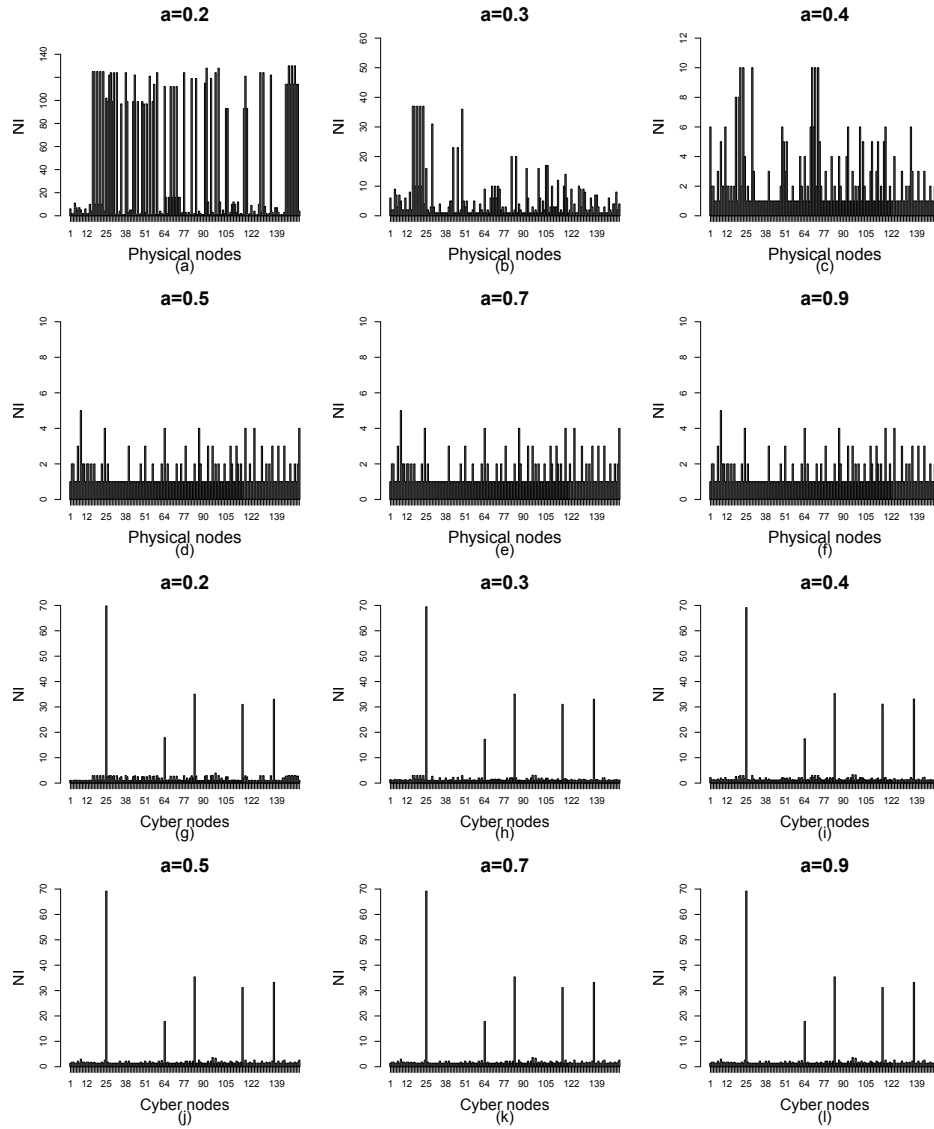 a=0.2 a=0.3 a=0.4
NI 0 20 40 60 80 100 120 140
NI 0 10 20 30 40 50 60
NI 0 2 4 6 8 10 12
1 12 25 38 51 64 77 90 105 122 139
1 12 25 38 51 64 77 90 105 122 139
1 12 25 38 51 64 77 90 105 122 139
Physical nodes Physical nodes Physical nodes
(a) (b) (c)
a=0.5 a=0.7 a=0.9
NI 0 2 4 6 8 10
NI 0 2 4 6 8 10
NI 0 2 4 6 8 10
1 12 25 38 51 64 77 90 105 122 139
1 12 25 38 51 64 77 90 105 122 139
1 12 25 38 51 64 77 90 105 122 139
Physical nodes Physical nodes Physical nodes
(d) (e) (f)
a=0.2 a=0.3 a=0.4
NI 0 10 20 30 40 50 60 70
NI 0 10 20 30 40 50 60 70
NI 0 10 20 30 40 50 60 70
1 12 25 38 51 64 77 90 105 122 139
1 12 25 38 51 64 77 90 105 122 139
1 12 25 38 51 64 77 90 105 122 139
Cyber nodes Cyber nodes Cyber nodes
(g) (h) (i)
a=0.5 a=0.7 a=0.9
NI 0 10 20 30 40 50 60 70
NI 0 10 20 30 40 50 60 70
NI 0 10 20 30 40 50 60 70
1 12 25 38 51 64 77 90 105 122 139
1 12 25 38 51 64 77 90 105 122 139
1 12 25 38 51 64 77 90 105 122 139
Cyber nodes Cyber nodes Cyber nodes
(j) (k) (l)